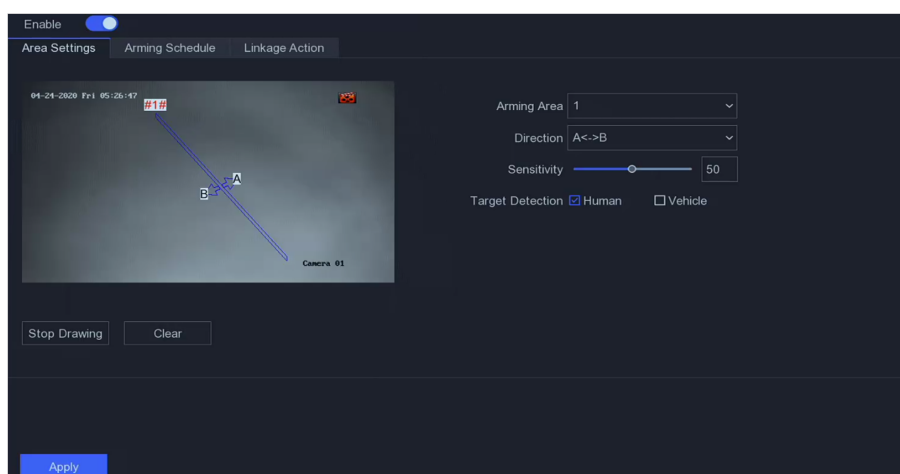 Enable
Area Settings Arming Schedule Linkage Action
04-24-2020 Fri 05:26:47
#1#
Arming Area 1
Direction A<->B
Sensitivity 50
A
B
Target Detection Human Vehicle
Camera 01
Stop Drawing Clear
Apply